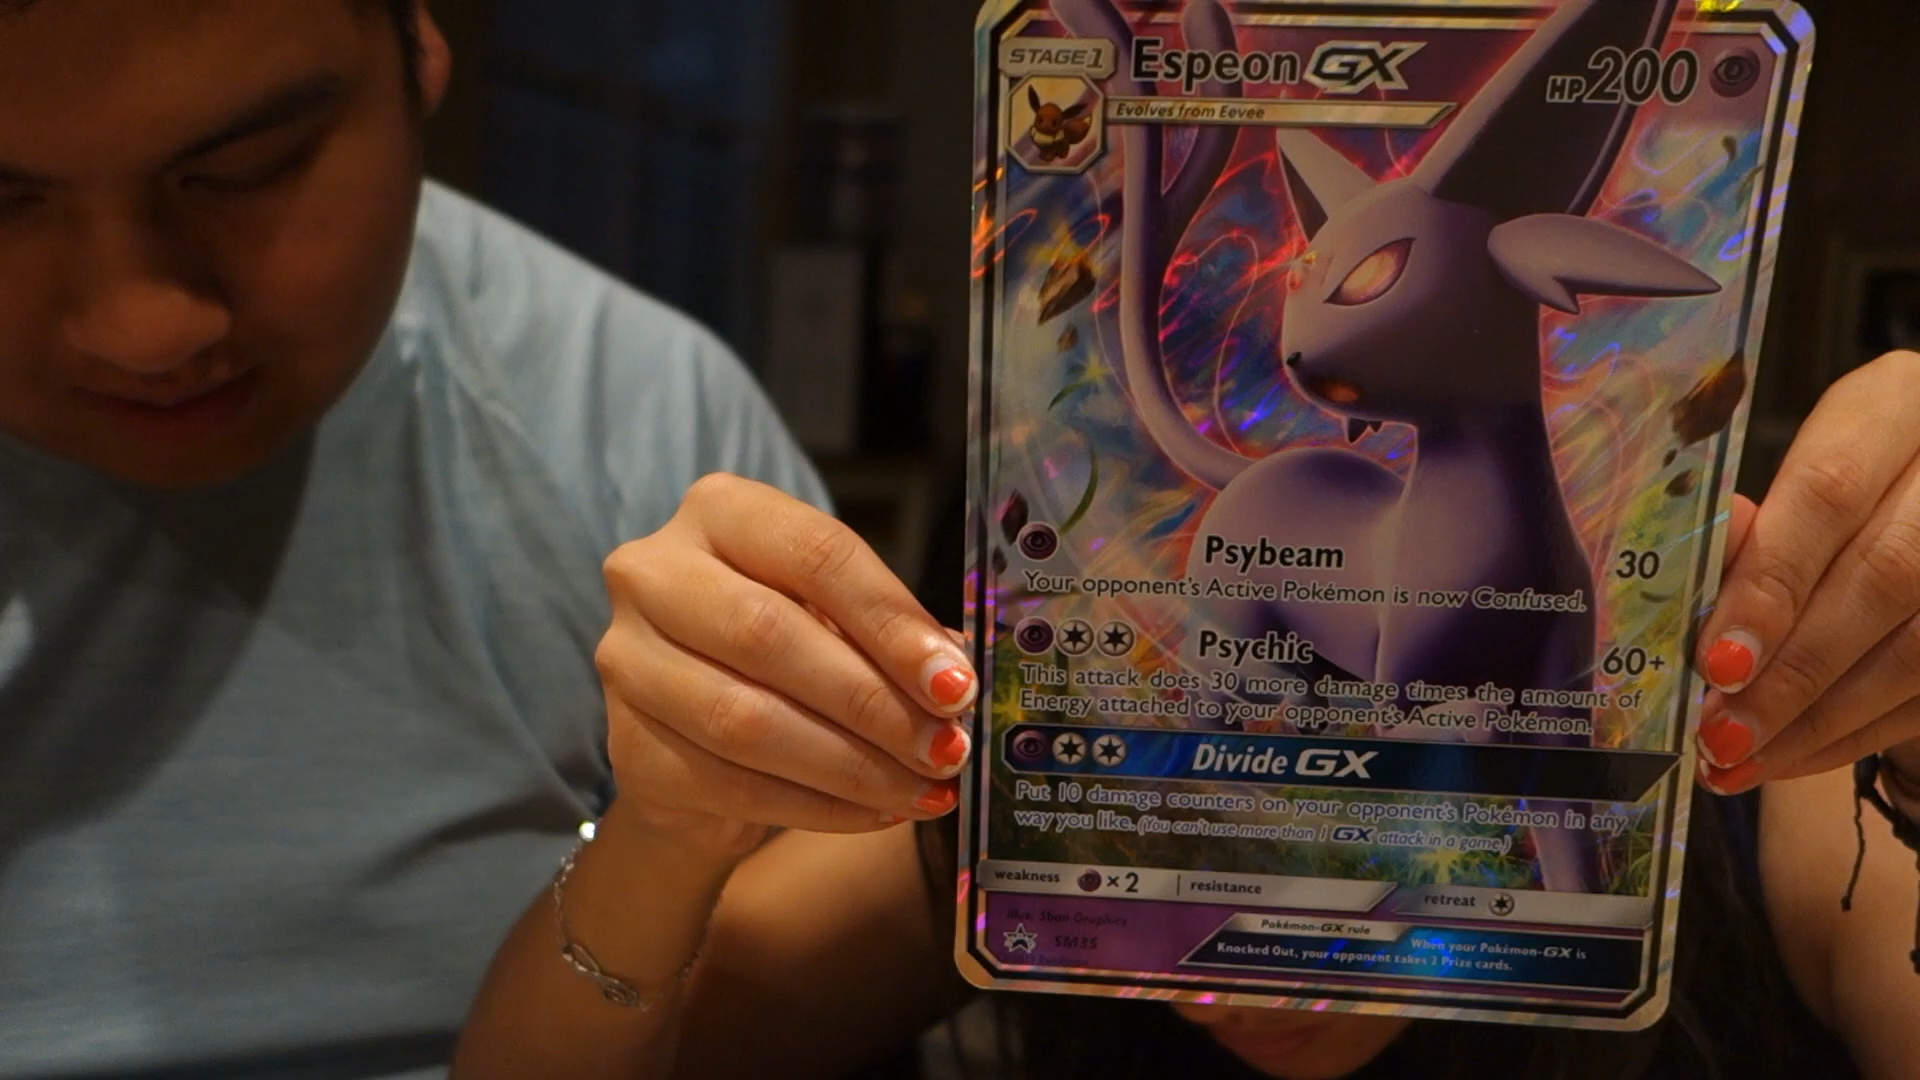 STAGE1 Espeon GX HP200
Evolves from Eevee
Psybeam 30
Your opponent's Active Pokémon is now Confused.
Psychic 60+
This attack does 30 more damage times the amount of
Energy attached to your opponent's Active Pokémon.
Divide GX
Put 10 damage counters on your opponent's Pokémon in any
way you like. (You can't use more than 1 GX attack in a game.)
weakness ×2 resistance retreat
illus. 5ban Graphics
SM35
Pokémon-GX rule
When your Pokémon-GX is
Knocked Out, your opponent takes 2 Prize cards.